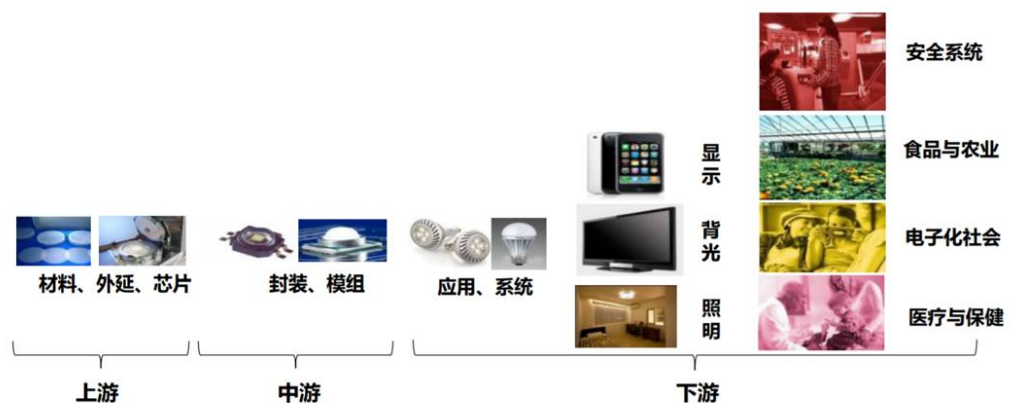 安全系统
食品与农业
电子化社会
医疗与保健
显示
背光
照明
材料、外延、芯片
封装、模组
应用、系统
上游
中游
下游